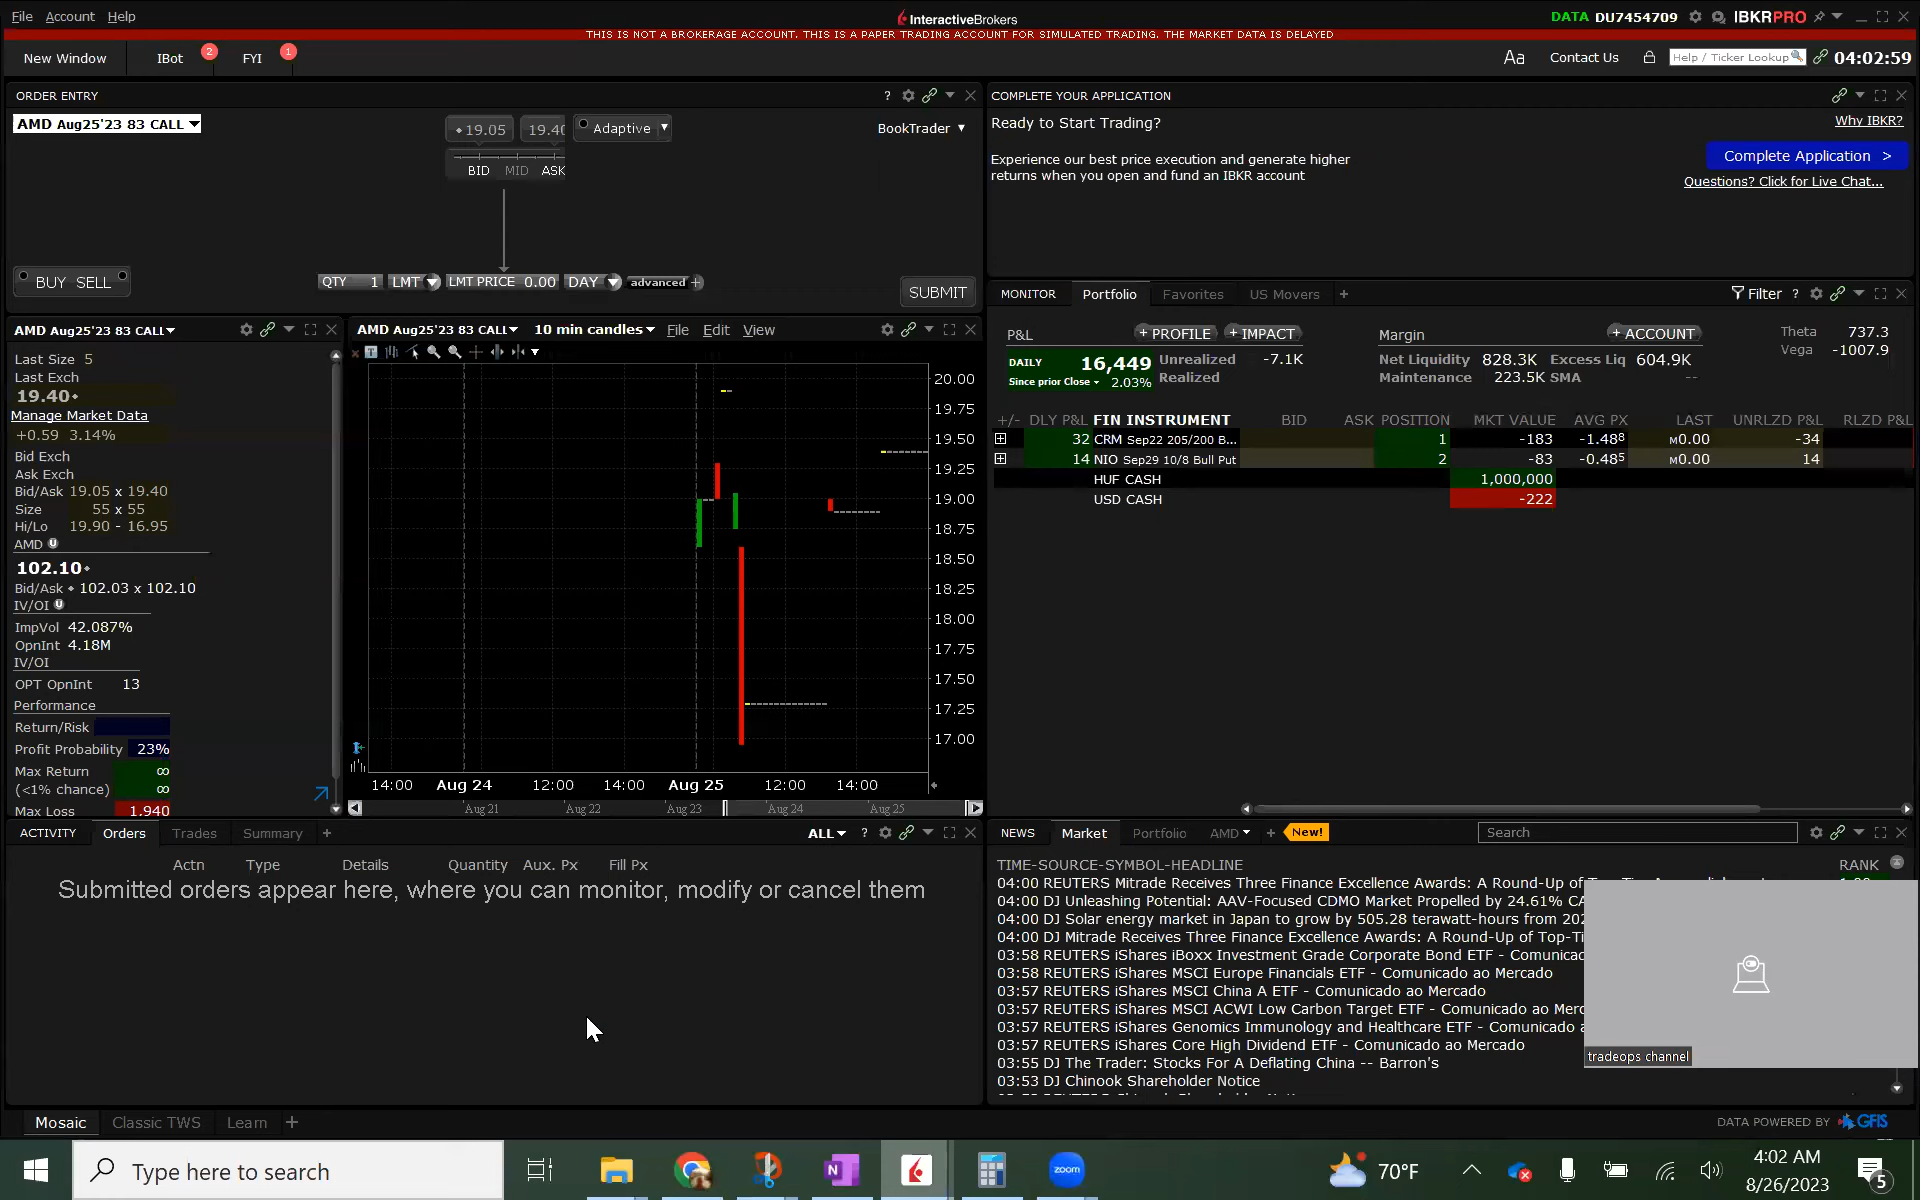 File Account Help
InteractiveBrokers
DATA DU7454709 IBKRPRO
THIS IS NOT A BROKERAGE ACCOUNT. THIS IS A PAPER TRADING ACCOUNT FOR SIMULATED TRADING. THE MARKET DATA IS DELAYED
New Window IBot 2 FYI 1
Aa Contact Us Help / Ticker Lookup 04:02:59
ORDER ENTRY ?
AMD Aug25'23 83 CALL
19.05 19.40 Adaptive BookTrader
BID MID ASK
BUY SELL QTY 1 LMT LMT PRICE 0.00 DAY advanced + SUBMIT
COMPLETE YOUR APPLICATION
Ready to Start Trading? Why IBKR?
Experience our best price execution and generate higher
returns when you open and fund an IBKR account
Complete Application >
Questions? Click for Live Chat...
AMD Aug25'23 83 CALL
Last Size 5
Last Exch
19.40
Manage Market Data
+0.59 3.14%
Bid Exch
Ask Exch
Bid/Ask 19.05 x 19.40
Size 55 x 55
Hi/Lo 19.90 - 16.95
AMD U
102.10
Bid/Ask 102.03 x 102.10
IV/OI U
ImpVol 42.087%
OpnInt 4.18M
IV/OI
OPT OpnInt 13
Performance
Return/Risk
Profit Probability 23%
Max Return ∞
(<1% chance) ∞
Max Loss 1,940
AMD Aug25'23 83 CALL 10 min candles File Edit View
20.00
19.75
19.50
19.25
19.00
18.75
18.50
18.25
18.00
17.75
17.50
17.25
17.00
14:00 Aug 24 12:00 14:00 Aug 25 12:00 14:00
Aug 21 Aug 22 Aug 23 Aug 24 Aug 25
MONITOR Portfolio Favorites US Movers + Filter ?
P&L + PROFILE + IMPACT Margin + ACCOUNT Theta 737.3
Vega -1007.9
DAILY 16,449 Unrealized -7.1K Net Liquidity 828.3K Excess Liq 604.9K
Since prior Close 2.03% Realized Maintenance 223.5K SMA --
+/- DLY P&L FIN INSTRUMENT BID ASK POSITION MKT VALUE AVG PX LAST UNRLZD P&L RLZD P&L
32 CRM Sep22 205/200 B... 1 -183 -1.48⁸ M0.00 -34
14 NIO Sep29 10/8 Bull Put 2 -83 -0.48⁵ M0.00 14
HUF CASH 1,000,000
USD CASH -222
ACTIVITY Orders Trades Summary + ALL ?
Actn Type Details Quantity Aux. Px Fill Px
Submitted orders appear here, where you can monitor, modify or cancel them
NEWS Market Portfolio AMD + New! Search
TIME-SOURCE-SYMBOL-HEADLINE RANK
04:00 REUTERS Mitrade Receives Three Finance Excellence Awards: A Round-Up of
04:00 DJ Unleashing Potential: AAV-Focused CDMO Market Propelled by 24.61%
04:00 DJ Solar energy market in Japan to grow by 505.28 terawatt-hours from
04:00 DJ Mitrade Receives Three Finance Excellence Awards: A Round-Up of
03:58 REUTERS iShares iBoxx Investment Grade Corporate Bond ETF -
03:58 REUTERS iShares MSCI Europe Financials ETF - Comunicado ao Mercado
03:57 REUTERS iShares MSCI China A ETF - Comunicado ao Mercado
03:57 REUTERS iShares MSCI ACWI Low Carbon Target ETF - Comunicado ao
03:57 REUTERS iShares Genomics Immunology and Healthcare ETF - Comunicado
03:57 REUTERS iShares Core High Dividend ETF - Comunicado ao Mercado
03:55 DJ The Trader: Stocks For A Deflating China -- Barron's
03:53 DJ Chinook Shareholder Notice
tradeops channel
Mosaic Classic TWS Learn + DATA POWERED BY GFIS
Type here to search
zoom
70°F
4:02 AM
8/26/2023
5